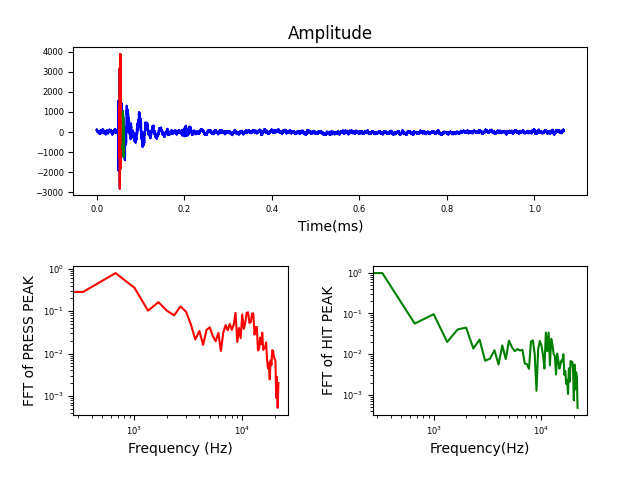 Amplitude
4000
3000
2000
1000
0
−1000
−2000
−3000
0.0 0.2 0.4 0.6 0.8 1.0
Time(ms)
FFT of PRESS PEAK
10⁰
10⁻¹
10⁻²
10⁻³
10³ 10⁴
Frequency (Hz)
FFT of HIT PEAK
10⁰
10⁻¹
10⁻²
10⁻³
10³ 10⁴
Frequency(Hz)